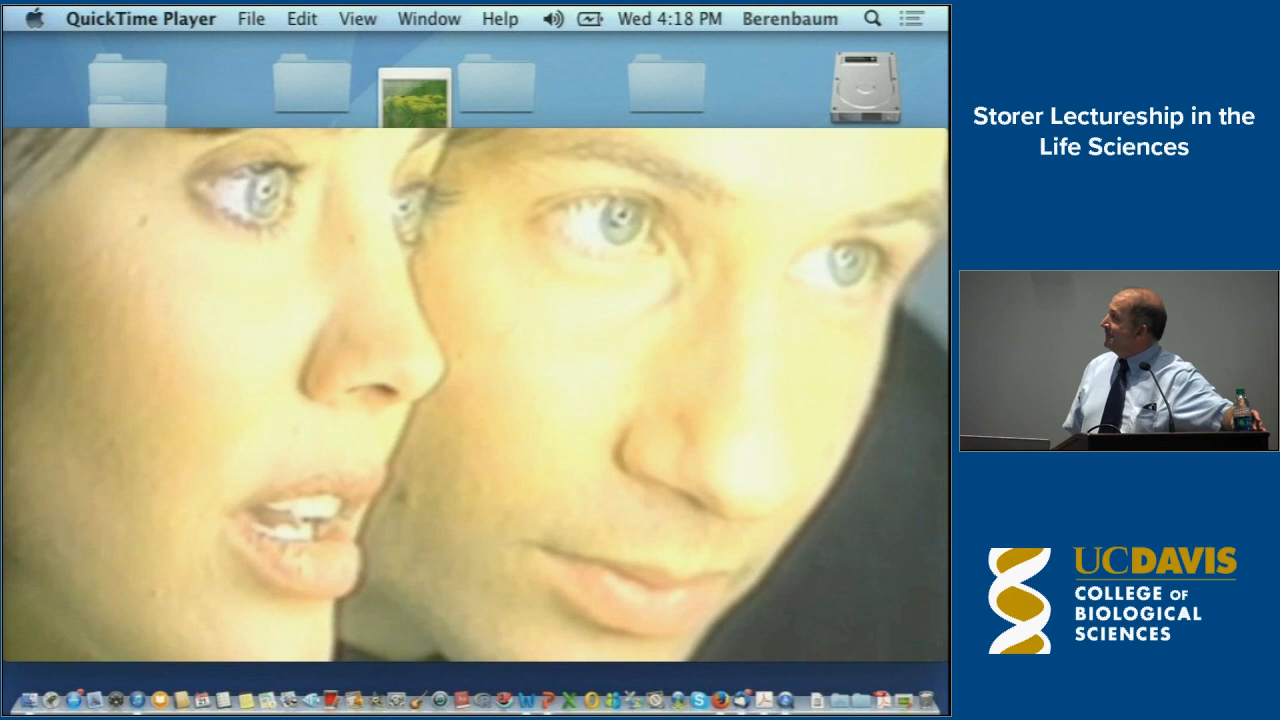 QuickTime Player File Edit View Window Help Wed 4:18 PM Berenbaum
Storer Lectureship in the
Life Sciences
UCDAVIS
COLLEGE OF
BIOLOGICAL
SCIENCES